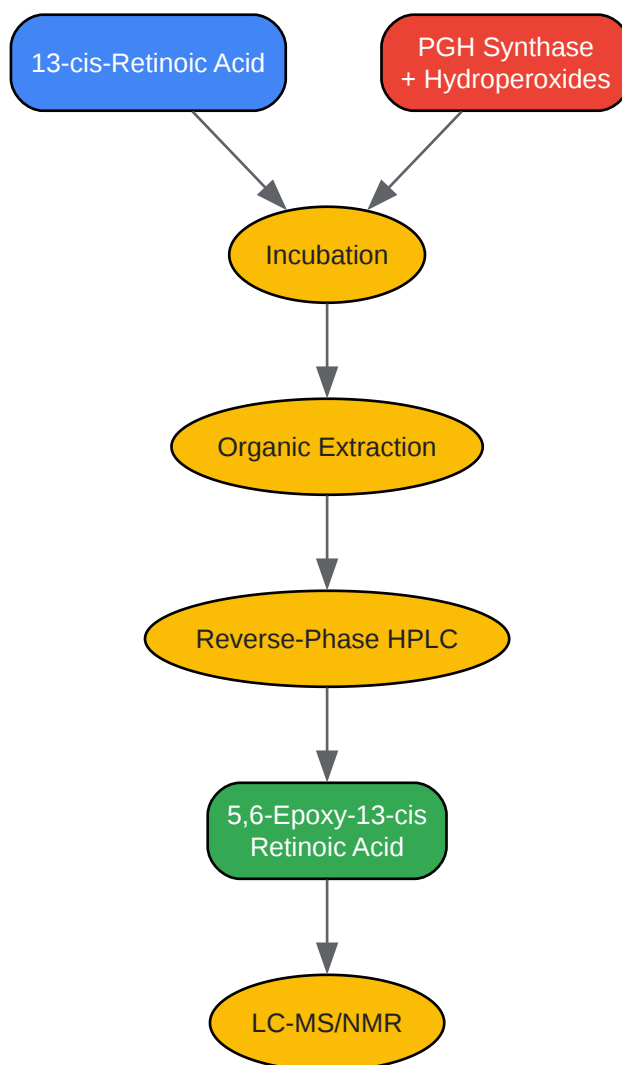 13-cis-Retinoic Acid
PGH Synthase
+ Hydroperoxides
Incubation
Organic Extraction
Reverse-Phase HPLC
5,6-Epoxy-13-cis
Retinoic Acid
LC-MS/NMR